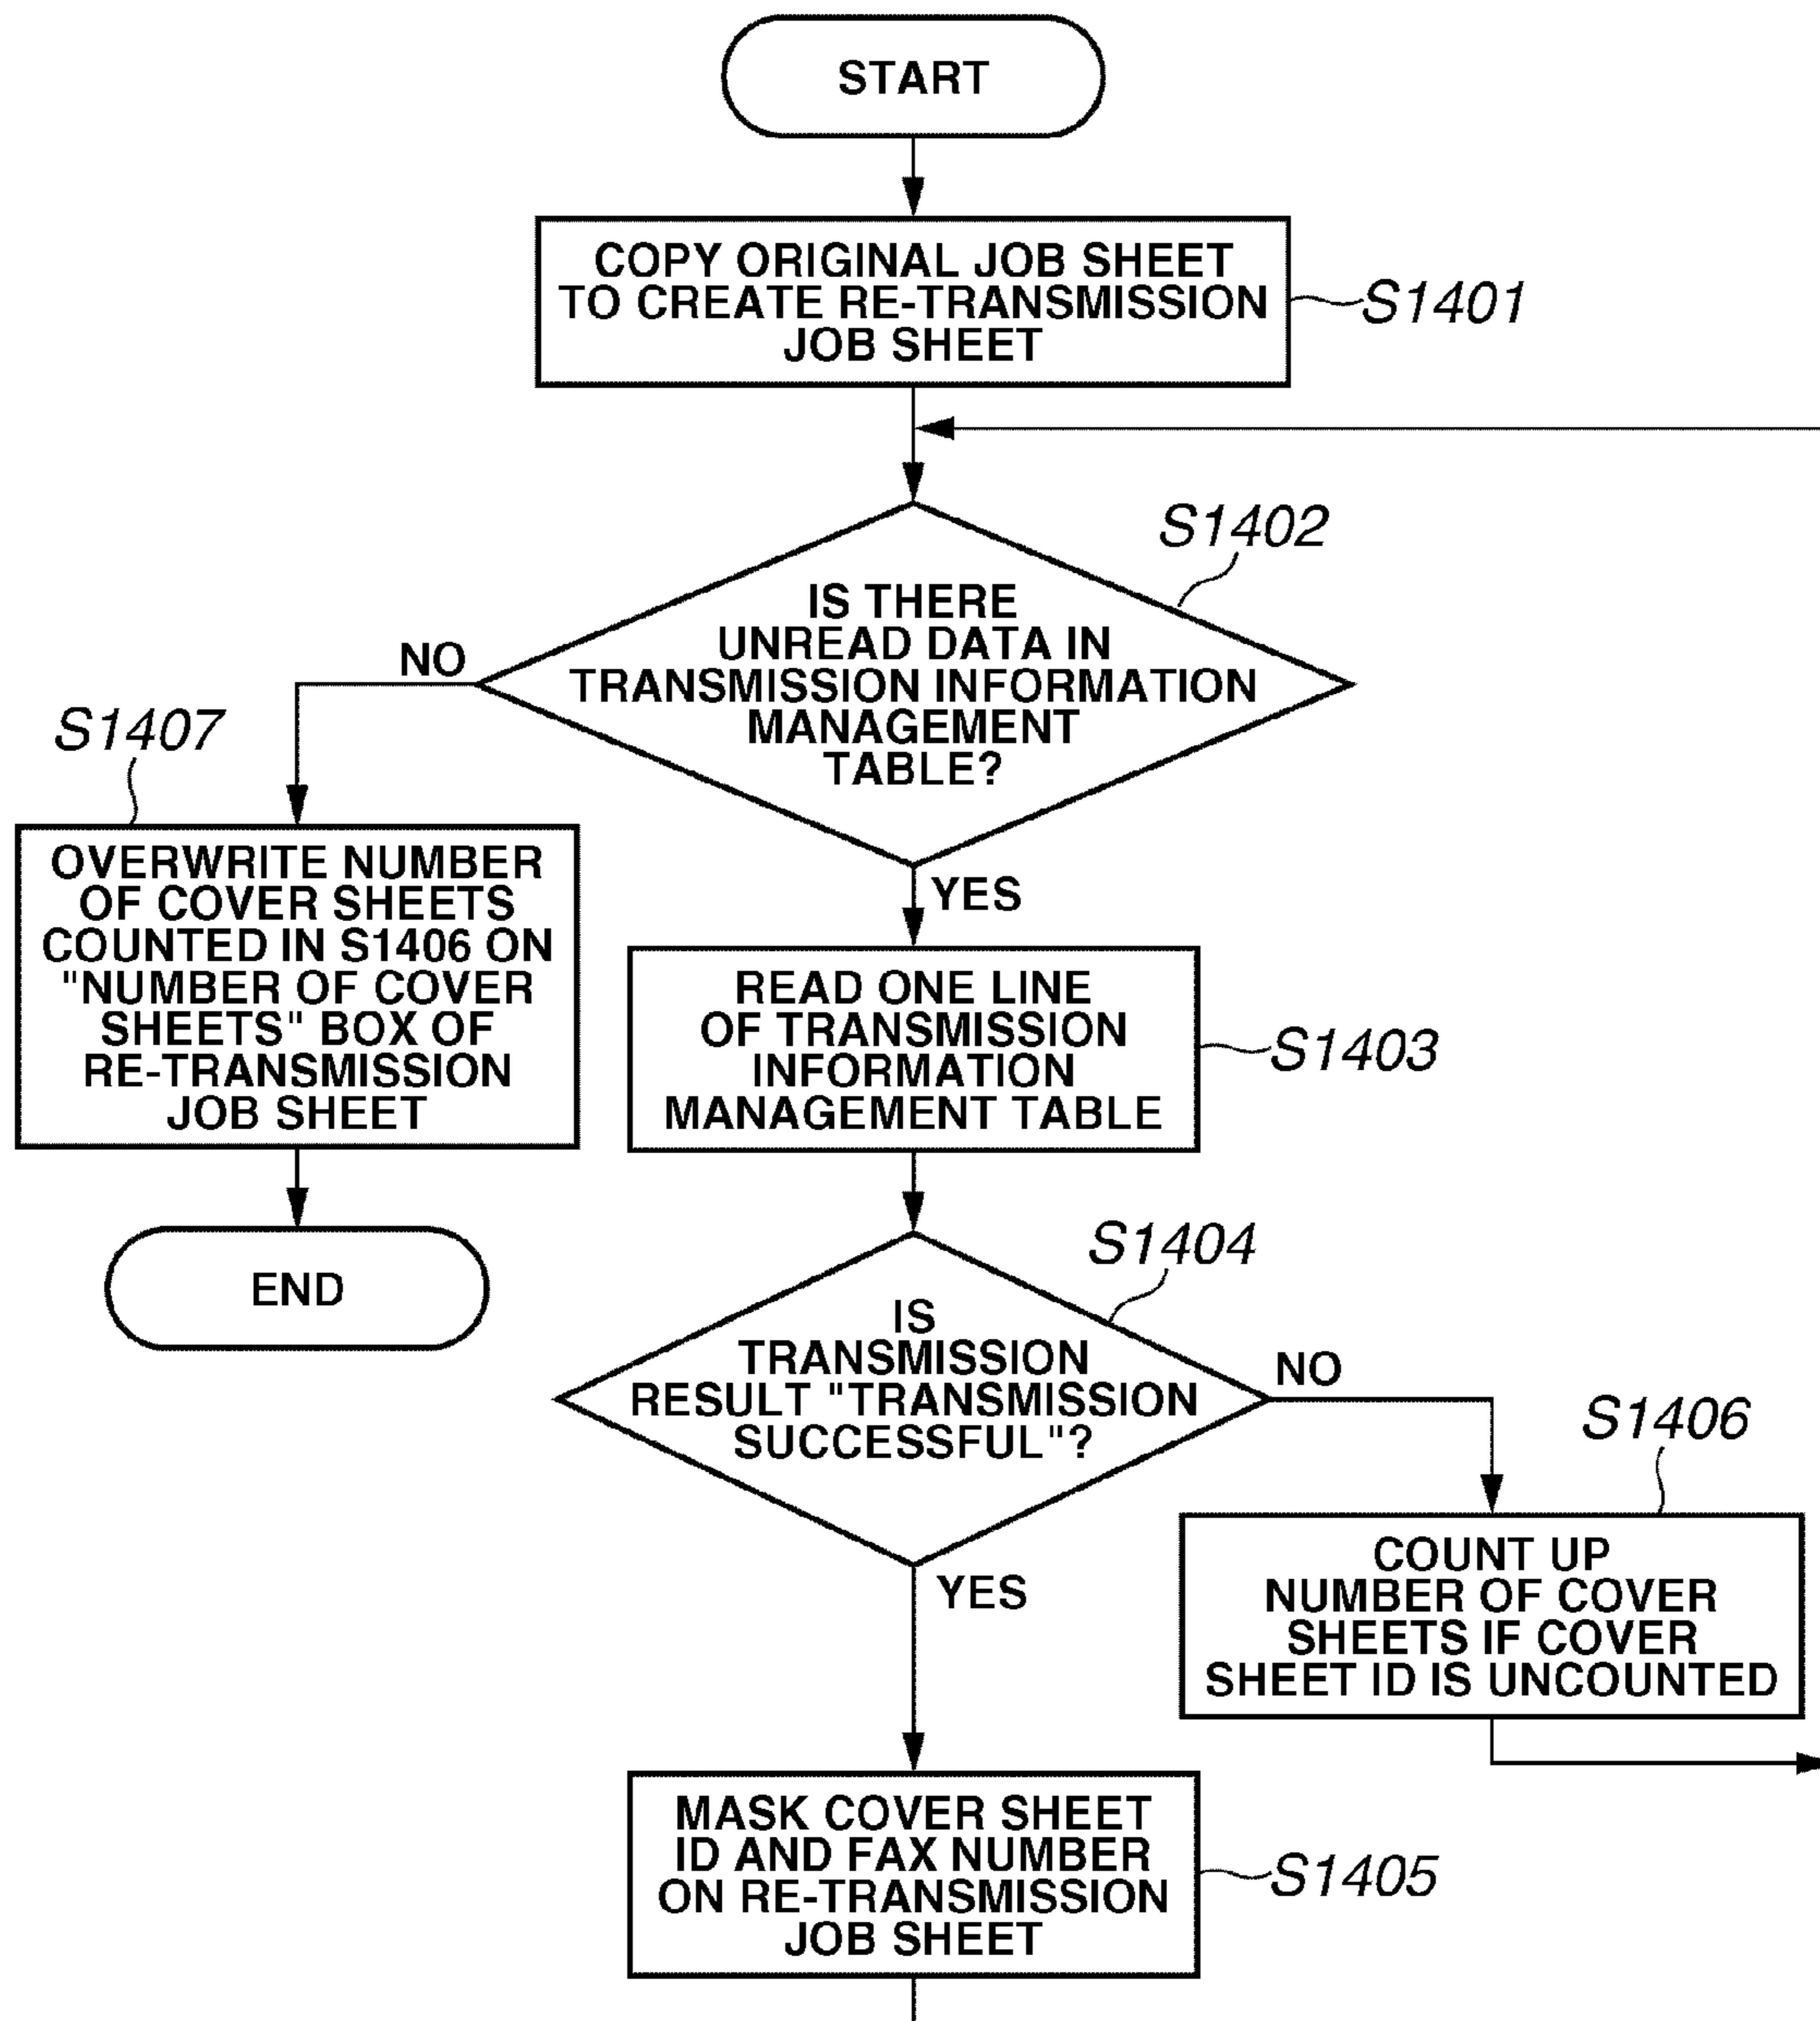 START
COPY ORIGINAL JOB SHEET
TO CREATE RE-TRANSMISSION
JOB SHEET
S1401
S1402
IS THERE
UNREAD DATA IN
TRANSMISSION INFORMATION
MANAGEMENT
TABLE?
NO
YES
S1407
OVERWRITE NUMBER
OF COVER SHEETS
COUNTED IN S1406 ON
"NUMBER OF COVER
SHEETS" BOX OF
RE-TRANSMISSION
JOB SHEET
END
READ ONE LINE
OF TRANSMISSION
INFORMATION
MANAGEMENT TABLE
S1403
S1404
IS
TRANSMISSION
RESULT "TRANSMISSION
SUCCESSFUL"?
NO
YES
S1406
COUNT UP
NUMBER OF COVER
SHEETS IF COVER
SHEET ID IS UNCOUNTED
MASK COVER SHEET
ID AND FAX NUMBER
ON RE-TRANSMISSION
JOB SHEET
S1405